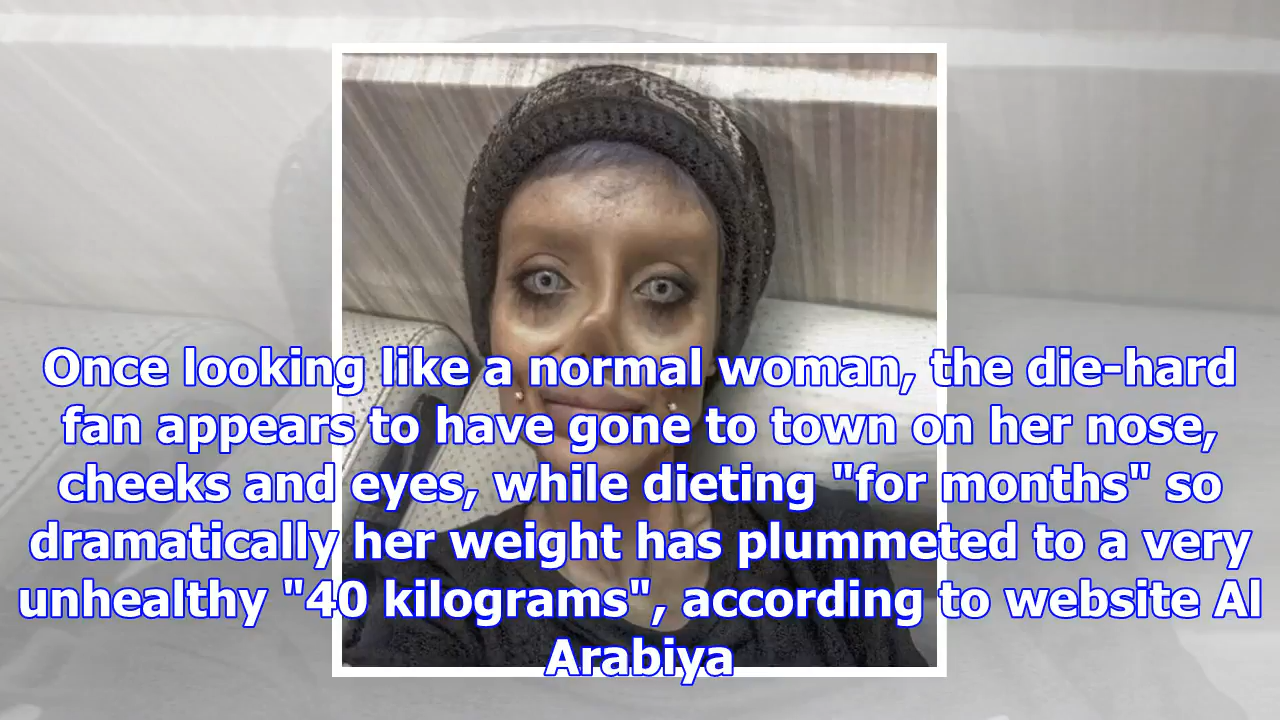 Once looking like a normal woman, the die-hard
fan appears to have gone to town on her nose,
cheeks and eyes, while dieting "for months" so
dramatically her weight has plummeted to a very
unhealthy "40 kilograms", according to website Al
Arabiya